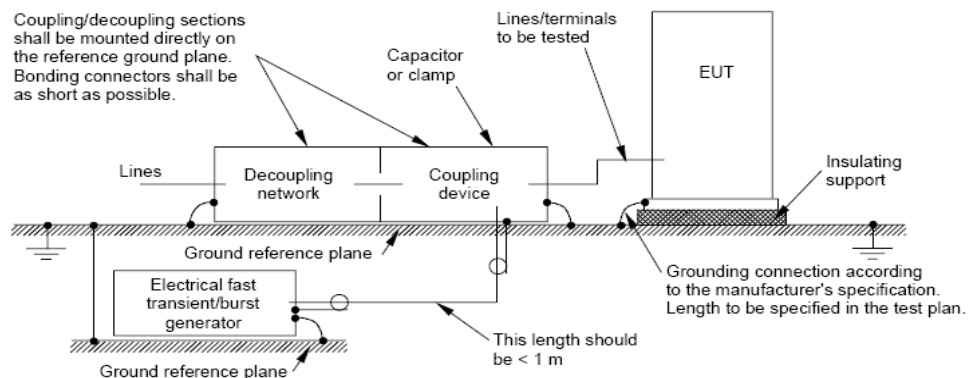 Coupling/decoupling sections
shall be mounted directly on
the reference ground plane.
Bonding connectors shall be
as short as possible.
Capacitor
or clamp
Lines/terminals
to be tested
EUT
Lines
Decoupling
network
Coupling
device
Insulating
support
Ground reference plane
Electrical fast
transient/burst
generator
Grounding connection according
to the manufacturer's specification.
Length to be specified in the test plan.
This length should
be < 1 m
Ground reference plane